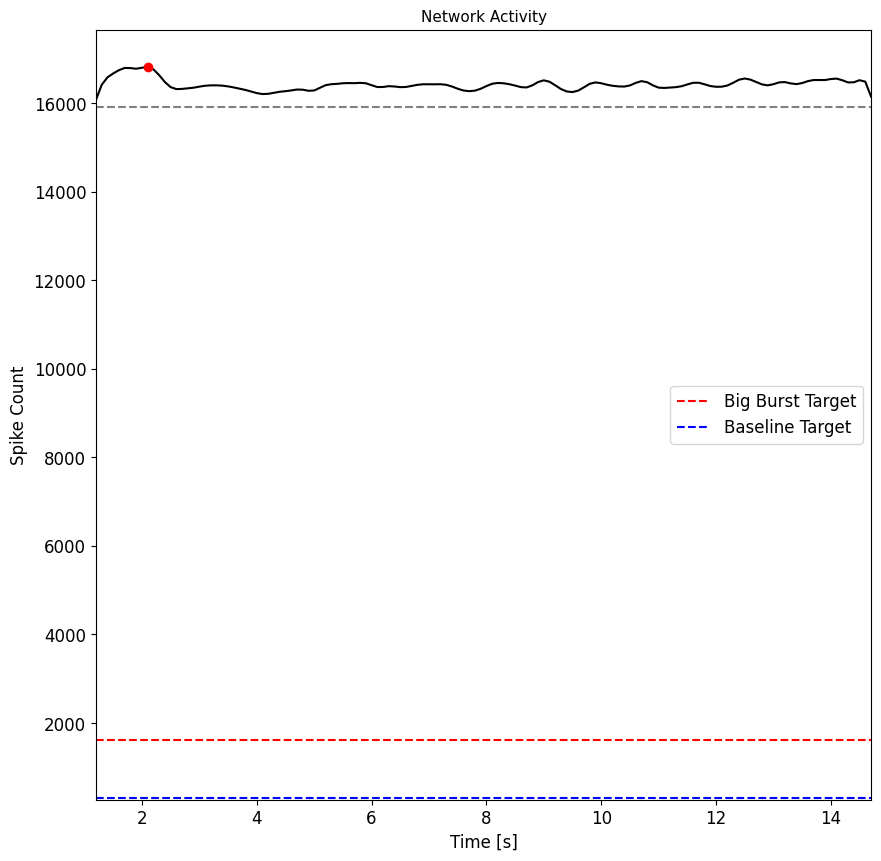 Network Activity
16000
14000
12000
10000
8000
6000
4000
2000
Spike Count
Big Burst Target
Baseline Target
2 4 6 8 10 12 14
Time [s]